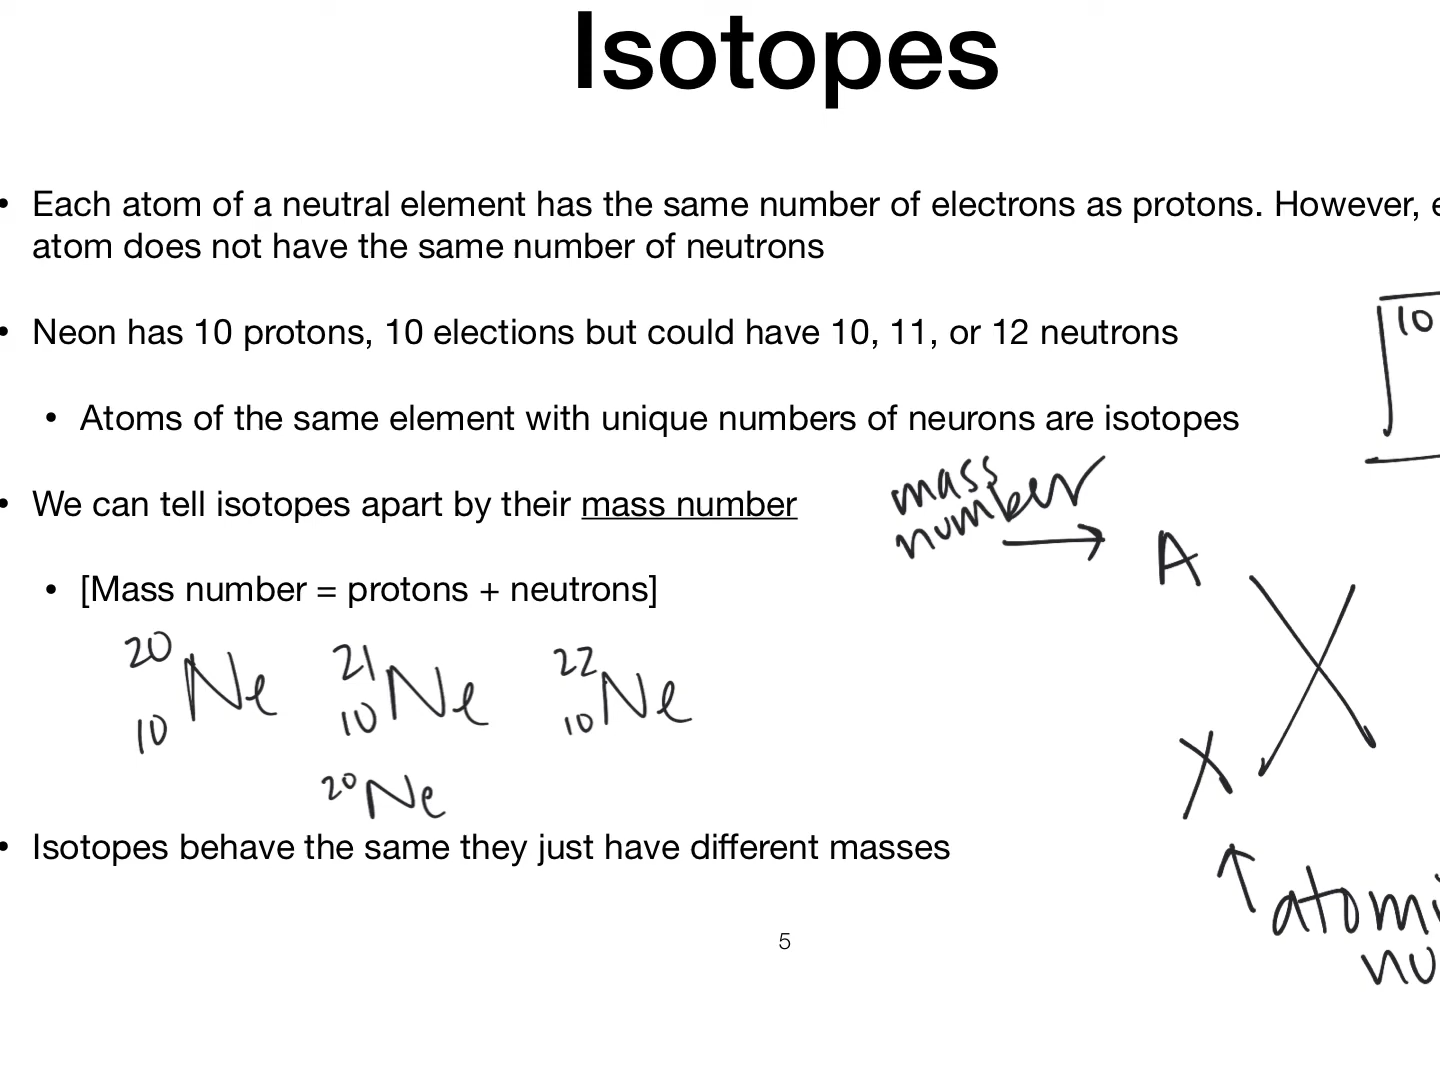 Isotopes
• Each atom of a neutral element has the same number of electrons as protons. However,
atom does not have the same number of neutrons
• Neon has 10 protons, 10 elections but could have 10, 11, or 12 neutrons
10
• Atoms of the same element with unique numbers of neurons are isotopes
• We can tell isotopes apart by their mass number
mass
number → A
• [Mass number = protons + neutrons]
20 10 Ne 21 10 Ne 22 10 Ne
X
X
20 Ne
• Isotopes behave the same they just have different masses
↑ atomi
nu
5